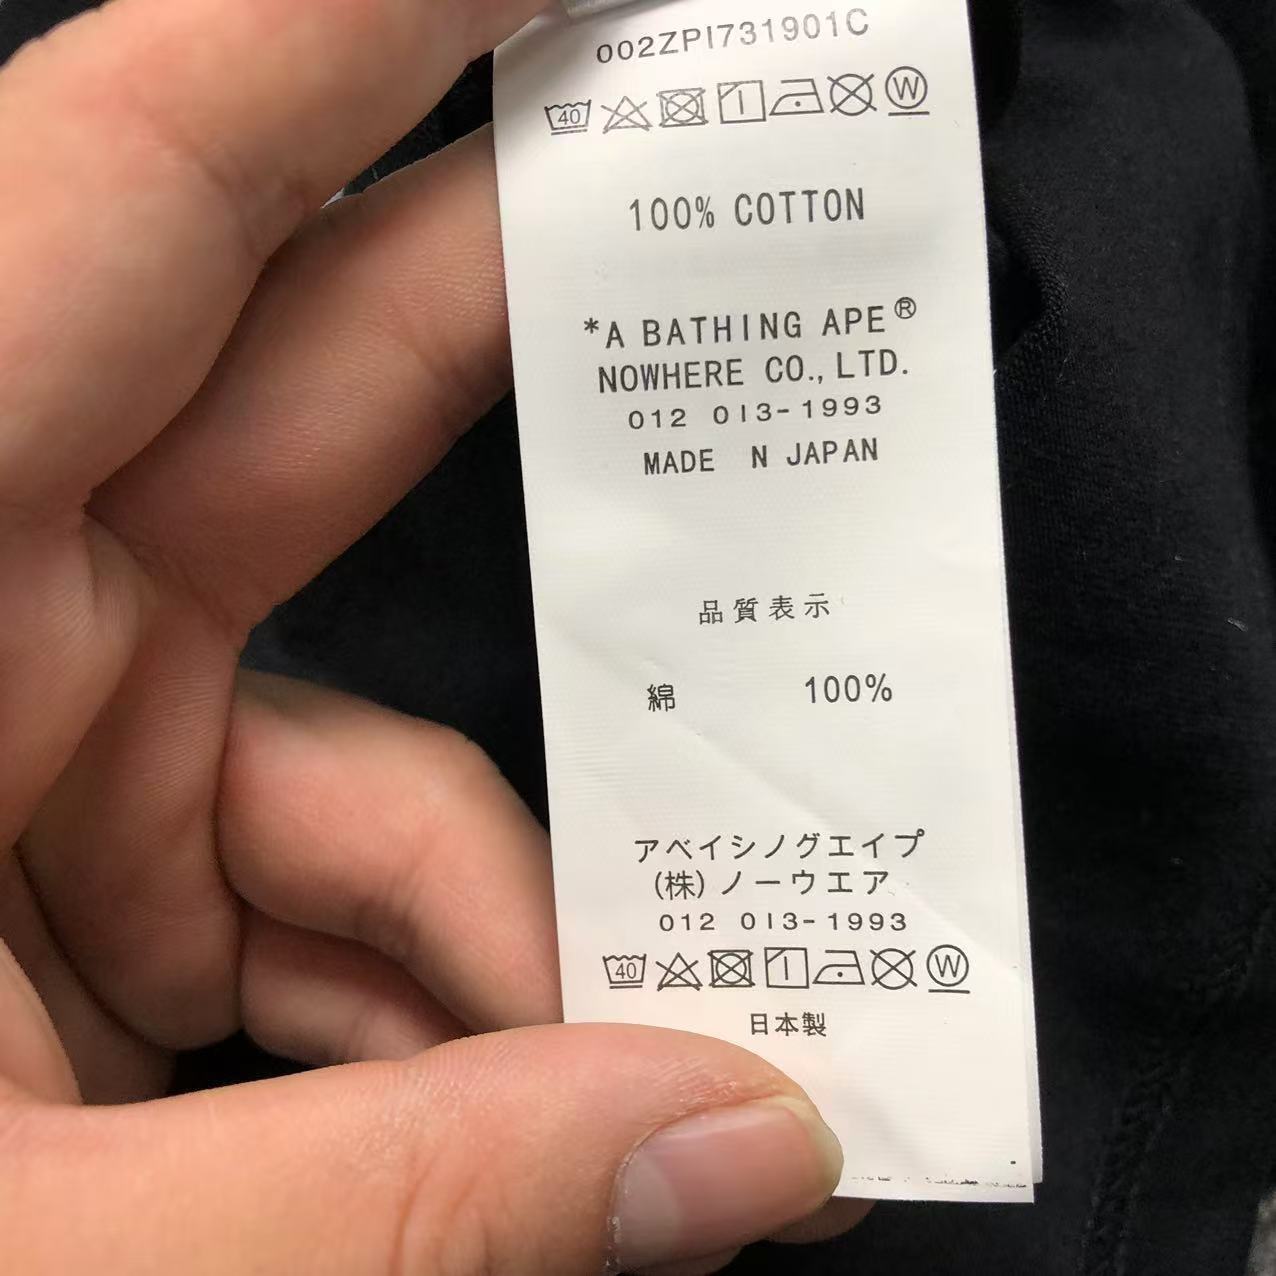 002ZPI731901C
40 W
100% COTTON
*A BATHING APE®
NOWHERE CO., LTD.
012 013-1993
MADE N JAPAN
品質表示
綿 100%
アベイシノグエイプ
(株)ノーウエア
012 013-1993
40 W
日本製